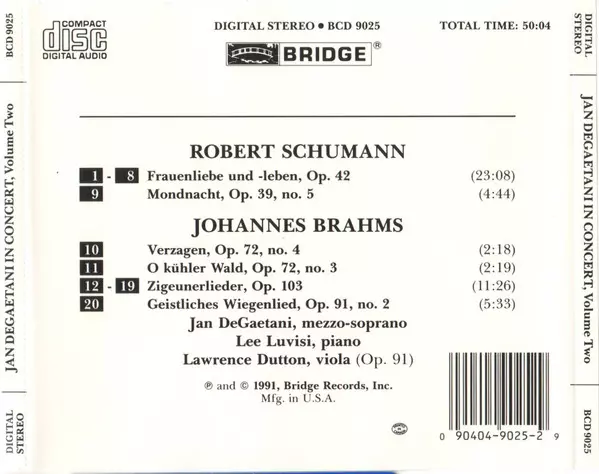 BCD 9025
JAN DEGAETANI IN CONCERT, Volume Two
DIGITAL STEREO
COMPACT
disc
DIGITAL AUDIO
DIGITAL STEREO • BCD 9025
TOTAL TIME: 50:04
BRIDGE®
ROBERT SCHUMANN
1 - 8 Frauenliebe und -leben, Op. 42 (23:08)
9 Mondnacht, Op. 39, no. 5 (4:44)
JOHANNES BRAHMS
10 Verzagen, Op. 72, no. 4 (2:18)
11 O kühler Wald, Op. 72, no. 3 (2:19)
12 - 19 Zigeunerlieder, Op. 103 (11:26)
20 Geistliches Wiegenlied, Op. 91, no. 2 (5:33)
Jan DeGaetani, mezzo-soprano
Lee Luvisi, piano
Lawrence Dutton, viola (Op. 91)
℗ and © 1991, Bridge Records, Inc.
Mfg. in U.S.A.
0 90404-9025-2 9
DIGITAL STEREO
JAN DEGAETANI IN CONCERT, Volume Two
BCD 9025